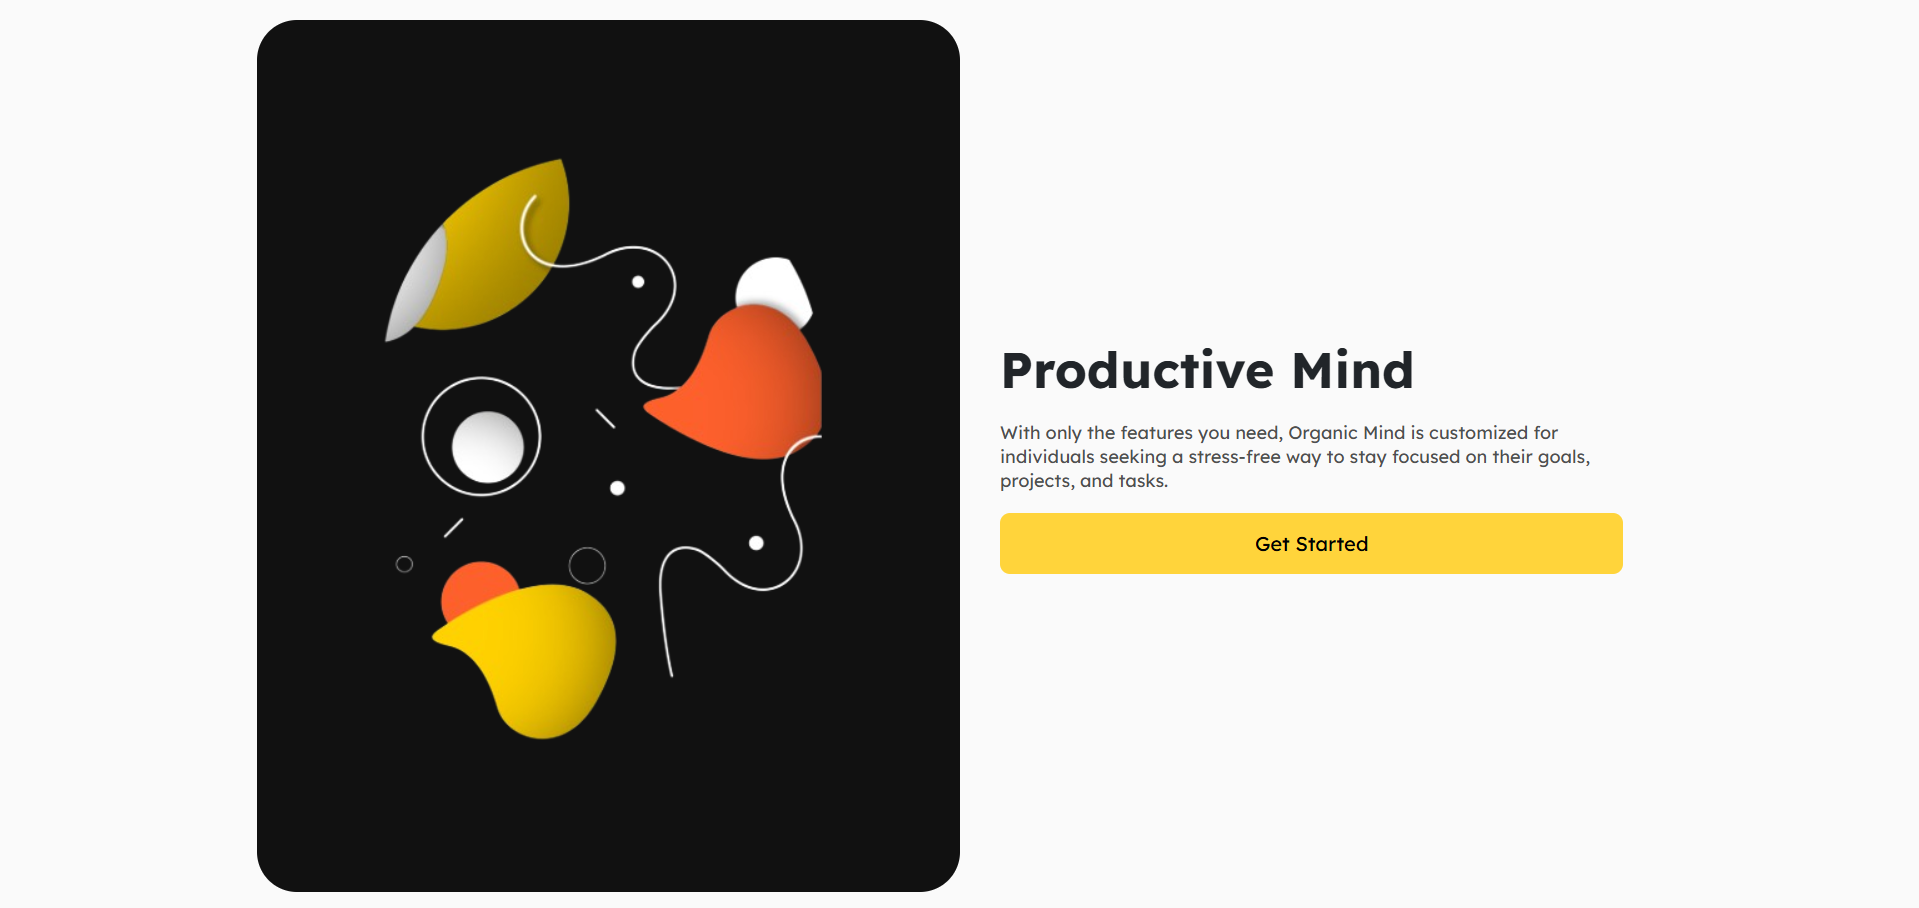 Productive Mind
With only the features you need, Organic Mind is customized for
individuals seeking a stress-free way to stay focused on their goals,
projects, and tasks.
Get Started